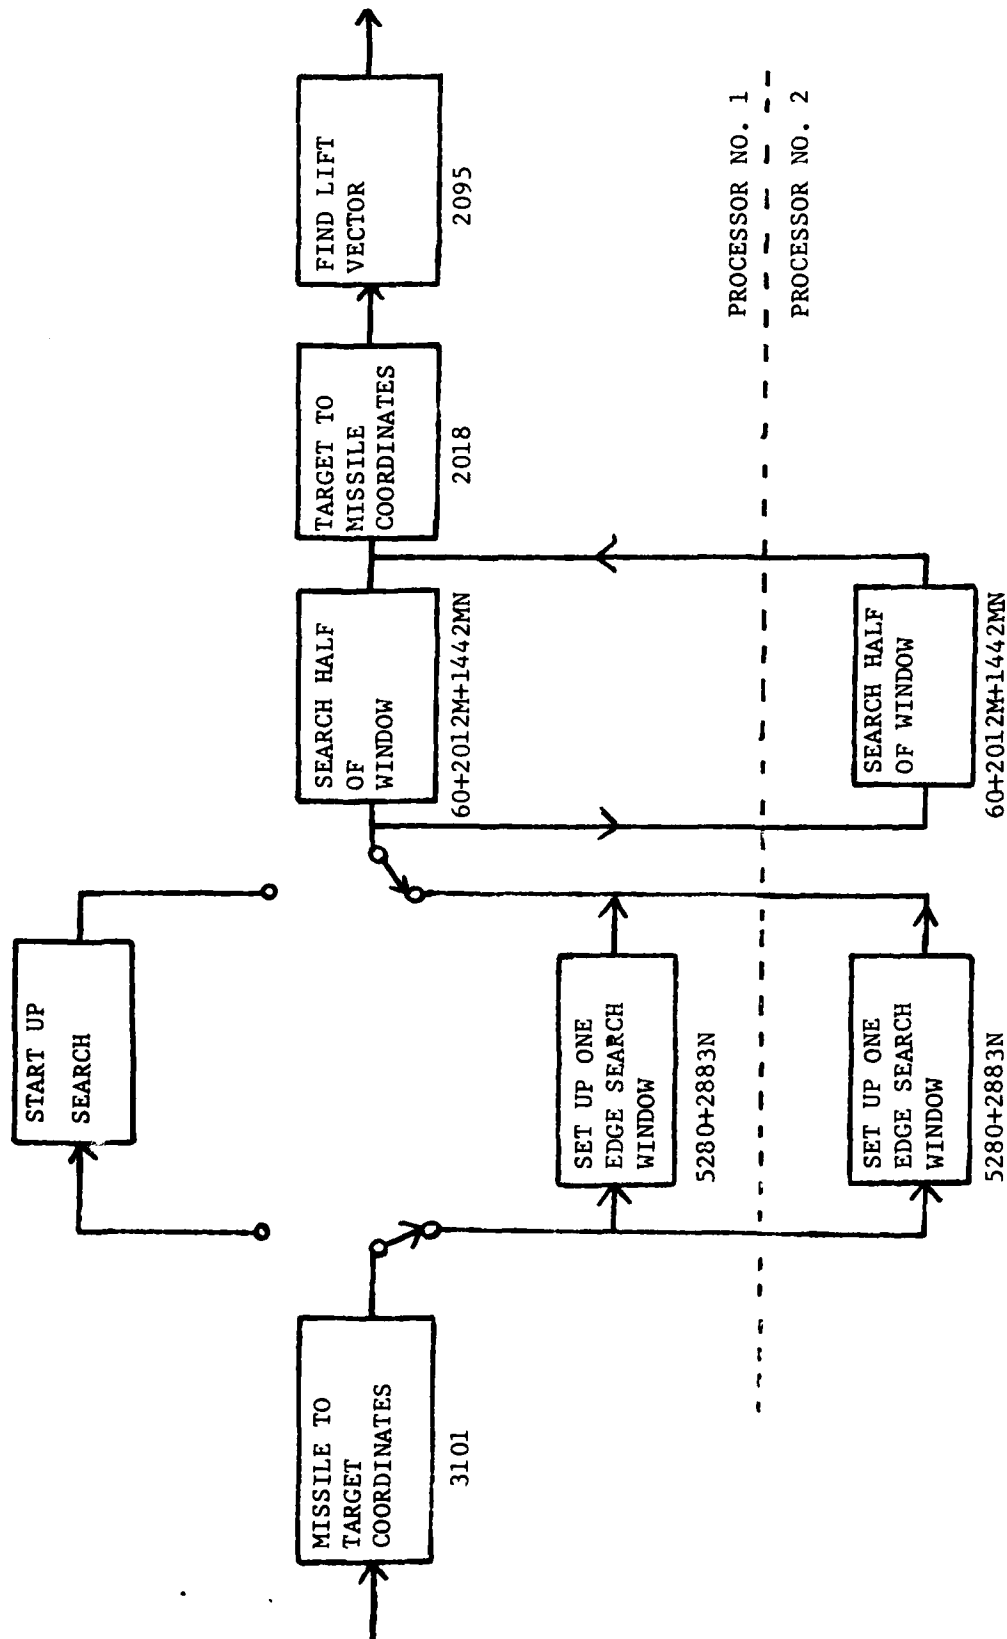 START UP
SEARCH
MISSILE TO
TARGET
COORDINATES
3101
SEARCH HALF
OF
WINDOW
60+2012M+1442MN
TARGET TO
MISSILE
COORDINATES
2018
FIND LIFT
VECTOR
2095
SET UP ONE
EDGE SEARCH
WINDOW
5280+2883N
PROCESSOR NO. 1
PROCESSOR NO. 2
SET UP ONE
EDGE SEARCH
WINDOW
5280+2883N
SEARCH HALF
OF WINDOW
60+2012M+1442MN